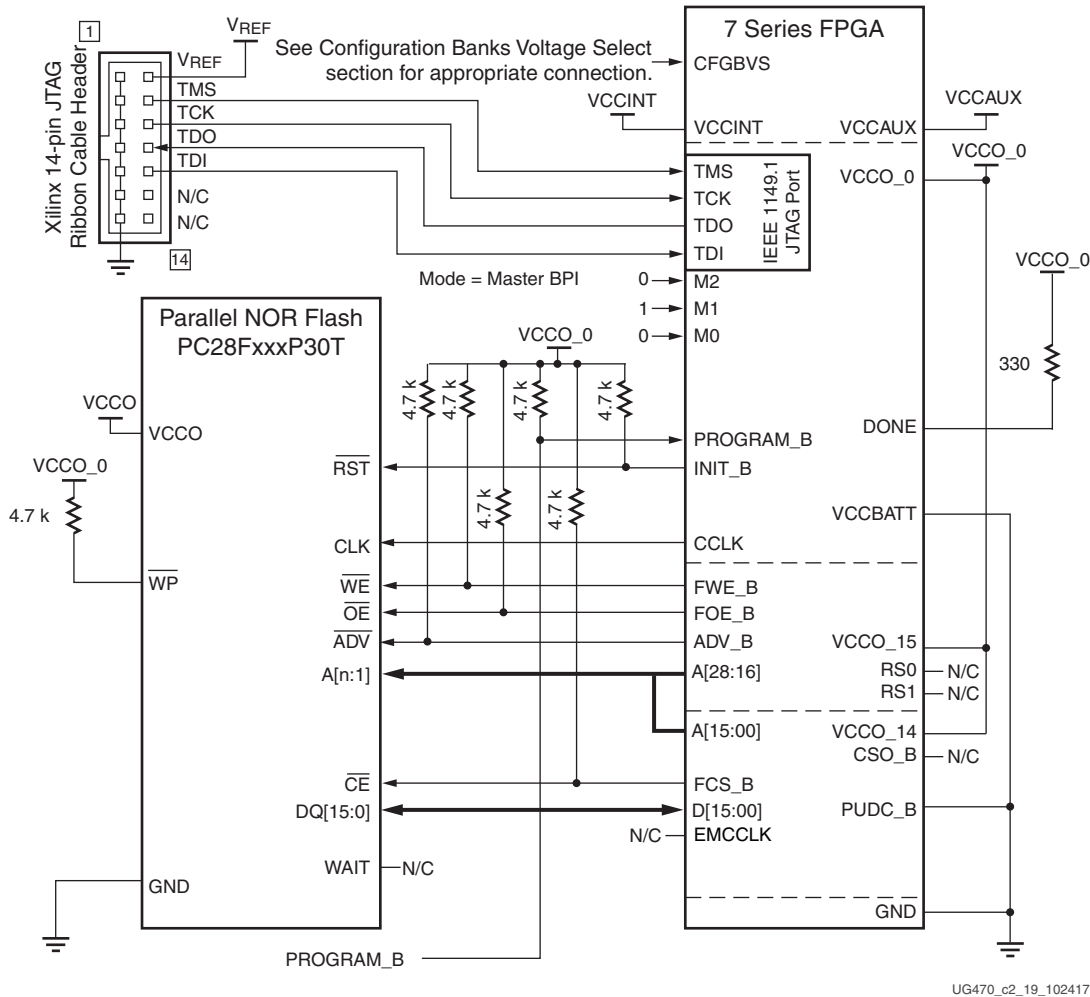 1
VREF
Xilinx 14-pin JTAG
Ribbon Cable Header
VREF
TMS
TCK
TDO
TDI
N/C
N/C
14
See Configuration Banks Voltage Select
section for appropriate connection.
VCCINT
7 Series FPGA
CFGBVS
VCCINT
VCCAUX
VCCAUX
VCCO_0
VCCO_0
TMS
TCK
TDO
TDI
IEEE 1149.1
JTAG Port
Mode = Master BPI
0
M2
1
M1
0
M0
VCCO_0
330
DONE
Parallel NOR Flash
PC28FxxxP30T
VCCO_0
4.7 k
4.7 k
4.7 k
4.7 k
4.7 k
4.7 k
VCCO
VCCO
VCCO_0
4.7 k
WP
RST
CLK
WE
OE
ADV
A[n:1]
CE
DQ[15:0]
WAIT
N/C
GND
PROGRAM_B
INIT_B
CCLK
FWE_B
FOE_B
ADV_B
A[28:16]
A[15:00]
FCS_B
D[15:00]
N/C
EMCCLK
VCCBATT
VCCO_15
RS0
N/C
RS1
N/C
VCCO_14
CSO_B
N/C
PUDC_B
GND
PROGRAM_B
UG470_c2_19_102417